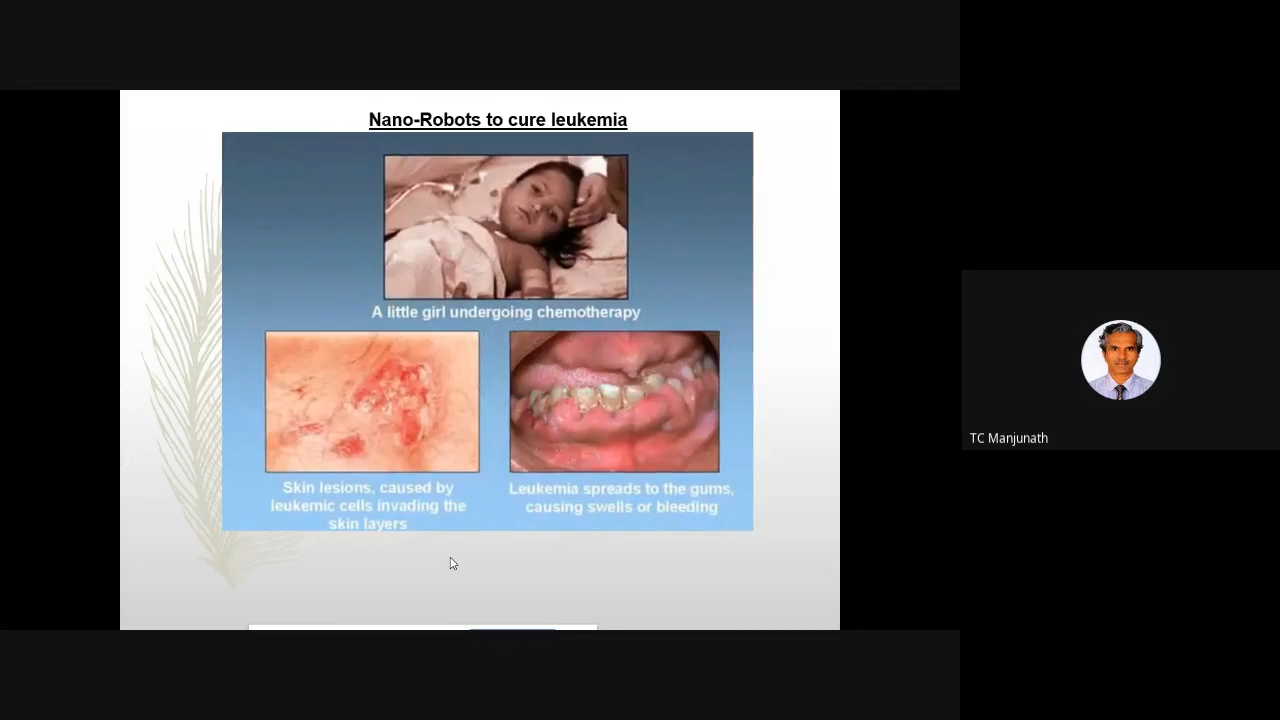 Nano-Robots to cure leukemia
A little girl undergoing chemotherapy
Skin lesions, caused by
leukemic cells invading the
skin layers
Leukemia spreads to the gums,
causing swells or bleeding
TC Manjunath